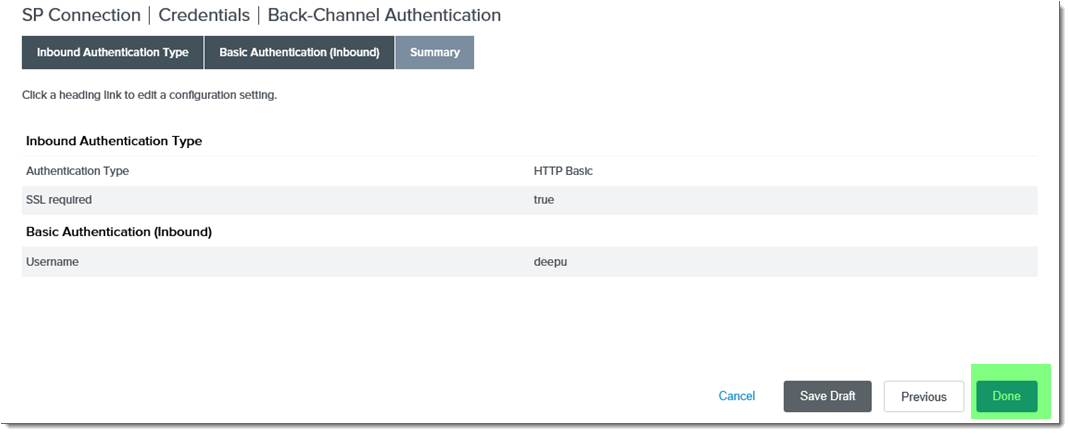 SP Connection | Credentials | Back-Channel Authentication
Inbound Authentication Type Basic Authentication (Inbound) Summary
Click a heading link to edit a configuration setting.
Inbound Authentication Type
Authentication Type HTTP Basic
SSL required true
Basic Authentication (Inbound)
Username deepu
Cancel Save Draft Previous Done